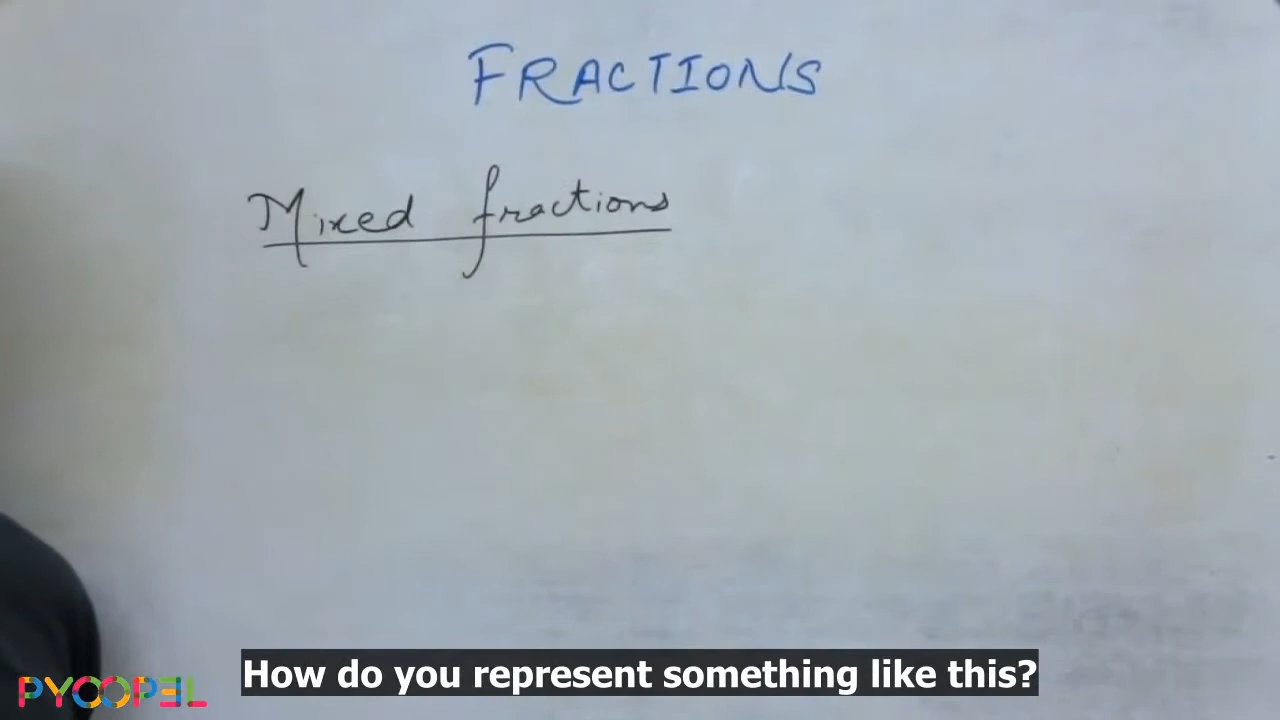 FRACTIONS
Mixed fractions
How do you represent something like this?
PYOOPEL